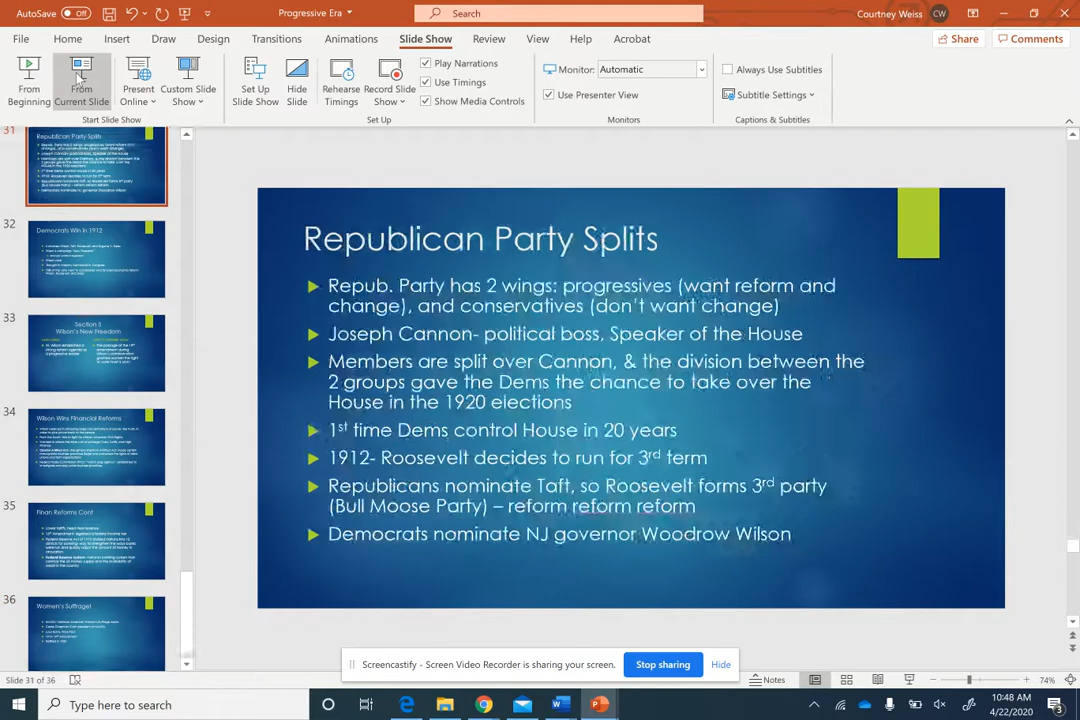 AutoSave Off
Progressive Era
Search
Courtney Weiss CW
File Home Insert Draw Design Transitions Animations Slide Show Review View Help Acrobat
Share Comments
From Beginning
From Current Slide
Present Online
Custom Slide Show
Start Slide Show
Set Up Slide Show
Hide Slide
Rehearse Timings
Record Slide Show
Play Narrations
Use Timings
Show Media Controls
Set Up
Monitor: Automatic
Use Presenter View
Monitors
Always Use Subtitles
Subtitle Settings
Captions & Subtitles
31
Republican Party Splits
32
Democrats Win in 1912
33
Section 5
Wilson's New Freedom
34
Wilson Wins Financial Reforms
35
Finan Reforms Cont
36
Women's Suffrage!
Republican Party Splits
Repub. Party has 2 wings: progressives (want reform and
change), and conservatives (don't want change)
Joseph Cannon- political boss, Speaker of the House
Members are split over Cannon, & the division between the
2 groups gave the Dems the chance to take over the
House in the 1920 elections
1st time Dems control House in 20 years
1912- Roosevelt decides to run for 3rd term
Republicans nominate Taft, so Roosevelt forms 3rd party
(Bull Moose Party) – reform reform reform
Democrats nominate NJ governor Woodrow Wilson
Screencastify - Screen Video Recorder is sharing your screen.
Stop sharing
Hide
Slide 31 of 36
Notes
74%
Type here to search
10:48 AM
4/22/2020
3